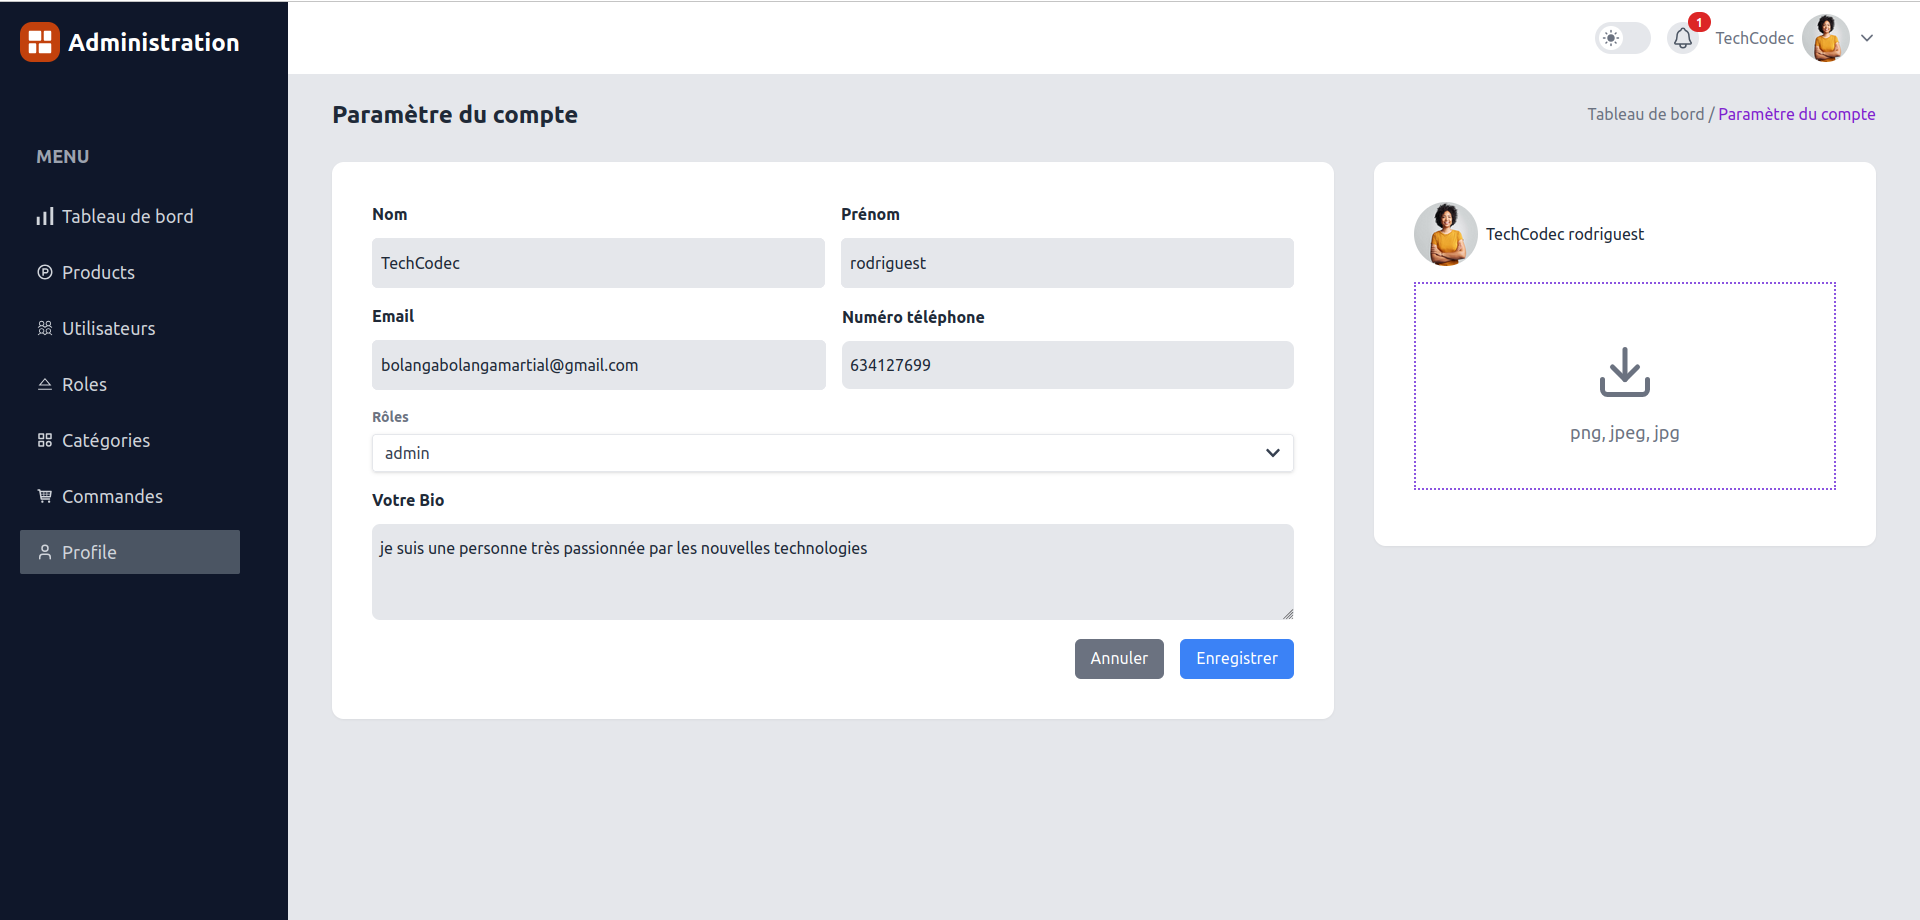 Administration
1
TechCodec
Paramètre du compte
Tableau de bord / Paramètre du compte
MENU
Tableau de bord
Products
Utilisateurs
Roles
Catégories
Commandes
Profile
Nom
Prénom
TechCodec
rodriguest
Email
Numéro téléphone
bolangabolangamartial@gmail.com
634127699
Rôles
admin
Votre Bio
je suis une personne très passionnée par les nouvelles technologies
Annuler
Enregistrer
TechCodec rodriguest
png, jpeg, jpg